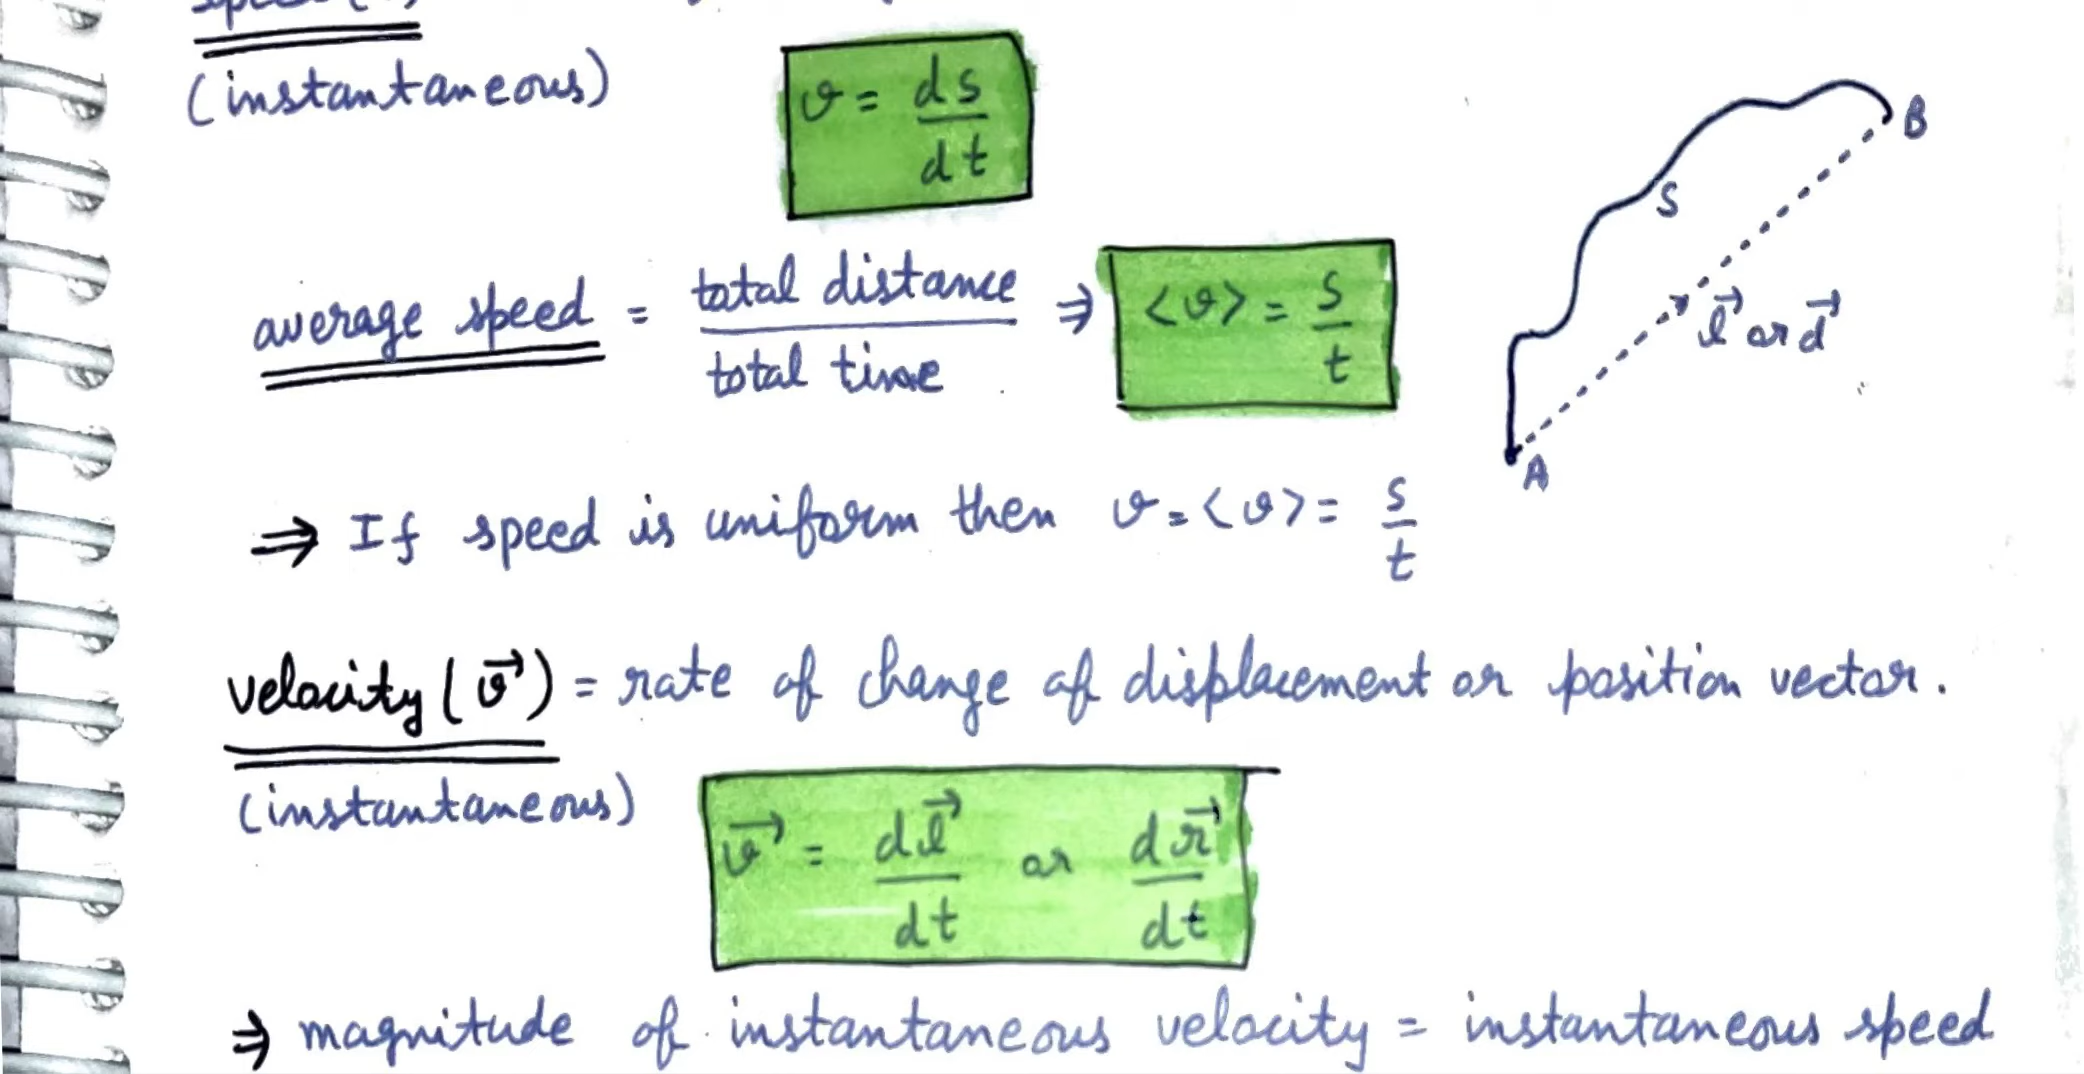 (instantaneous)
v = ds/dt
B
S
average speed = total distance/total time ⇒ <v> = s/t
l⃗ or d⃗
A
⇒ If speed is uniform then v = <v> = s/t
velocity (v⃗) = rate of change of displacement or position vector.
(instantaneous)
v⃗ = dl⃗/dt or dr⃗/dt
⇒ magnitude of instantaneous velocity = instantaneous speed